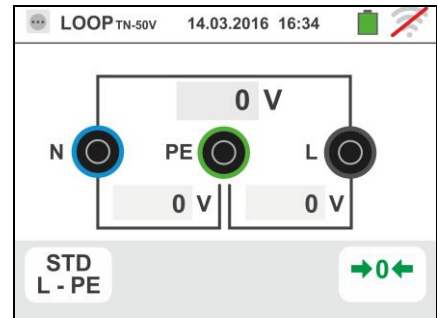 LOOP TN-50V 14.03.2016 16:34
0 V
N PE L
0 V 0 V
STD
L - PE
➔0←